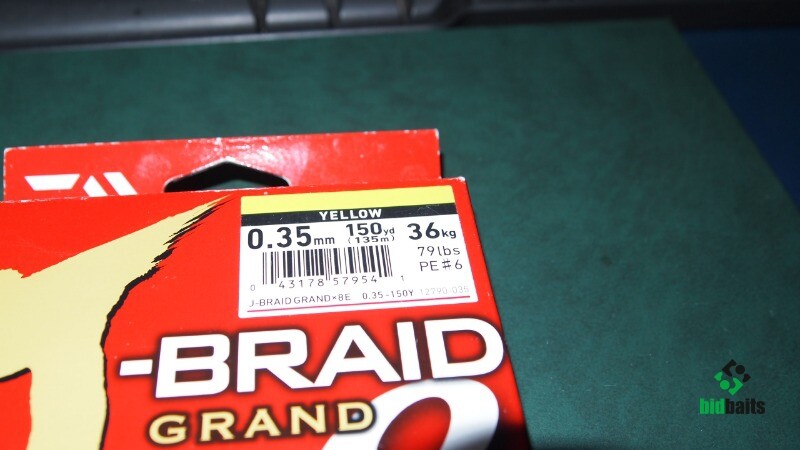 YELLOW
0.35mm 150yd (135m) 36kg
79lbs
PE#6
0 43178 57954 1
J-BRAID GRAND×8E 0.35-150Y 12790-035
J-BRAID
GRAND
8
bidbaits